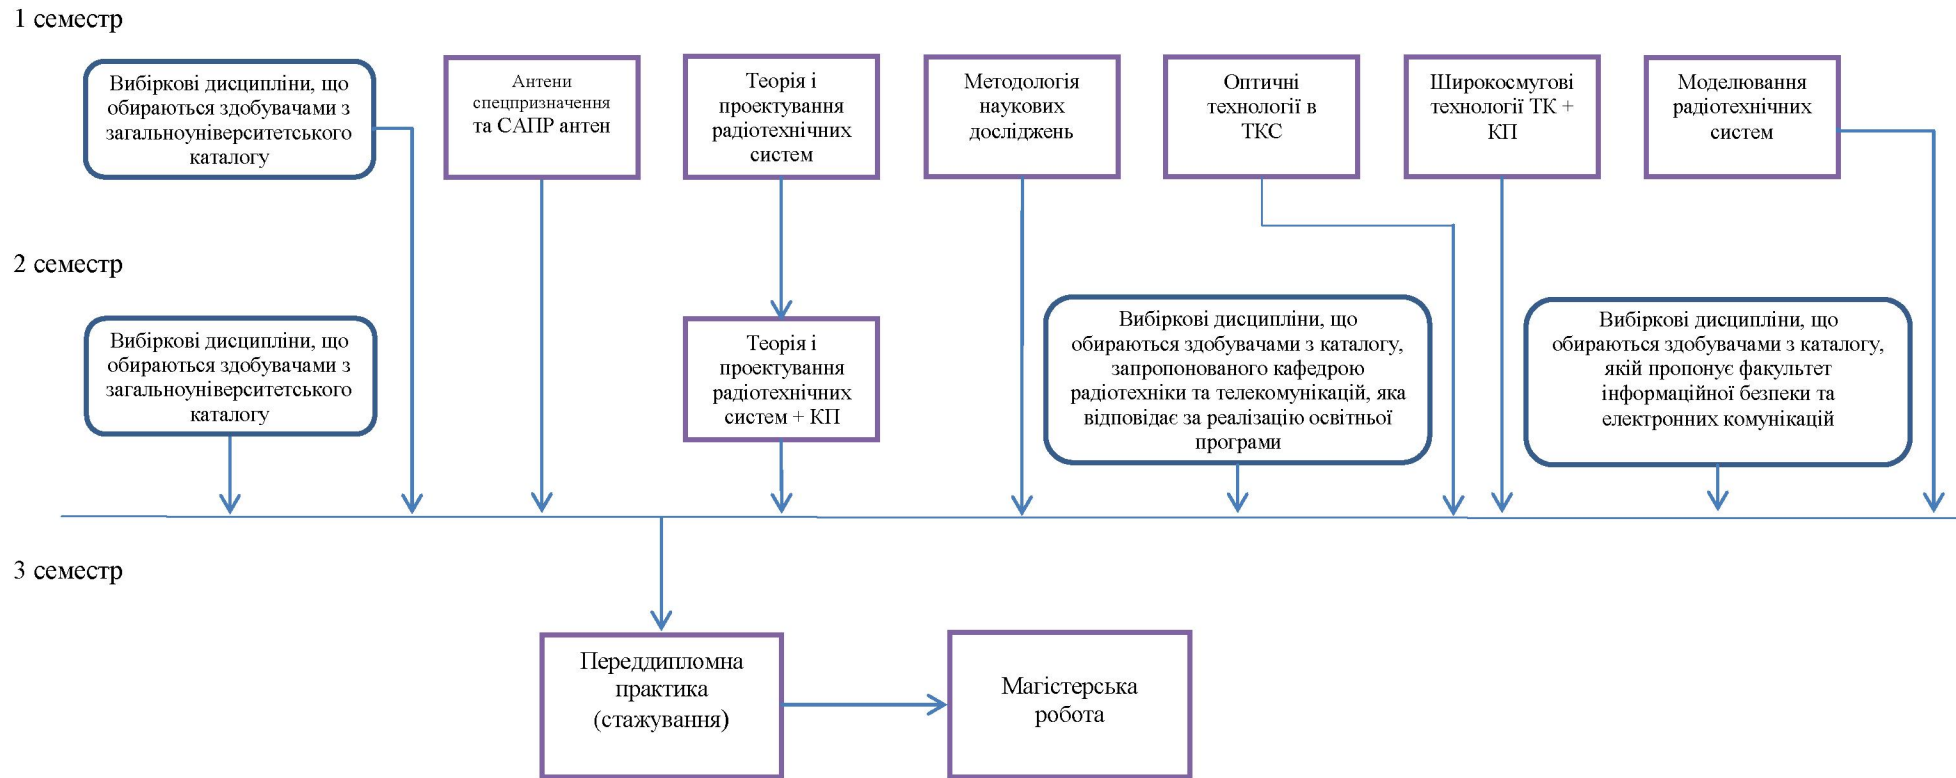 1 семестр
Вибіркові дисципліни, що
обираються здобувачами з
загальноуніверситетського
каталогу
Антени
спецпризначення
та САПР антен
Теорія і
проектування
радіотехнічних
систем
Методологія
наукових
досліджень
Оптичні
технології в
ТКС
Широкосмугові
технології ТК +
КП
Моделювання
радіотехнічних
систем
2 семестр
Вибіркові дисципліни, що
обираються здобувачами з
загальноуніверситетського
каталогу
Теорія і
проектування
радіотехнічних
систем + КП
Вибіркові дисципліни, що
обираються здобувачами з каталогу,
запропонованого кафедрою
радіотехніки та телекомунікацій, яка
відповідає за реалізацію освітньої
програми
Вибіркові дисципліни, що
обираються здобувачами з каталогу,
якій пропонує факультет
інформаційної безпеки та
електронних комунікацій
3 семестр
Переддипломна
практика
(стажування)
Магістерська
робота